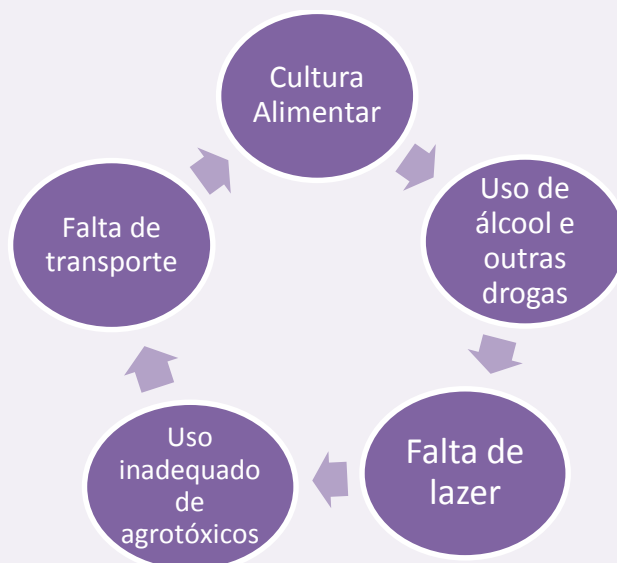 Cultura
Alimentar
Uso de
álcool e
outras
drogas
Falta de
lazer
Uso
inadequado
de
agrotóxicos
Falta de
transporte